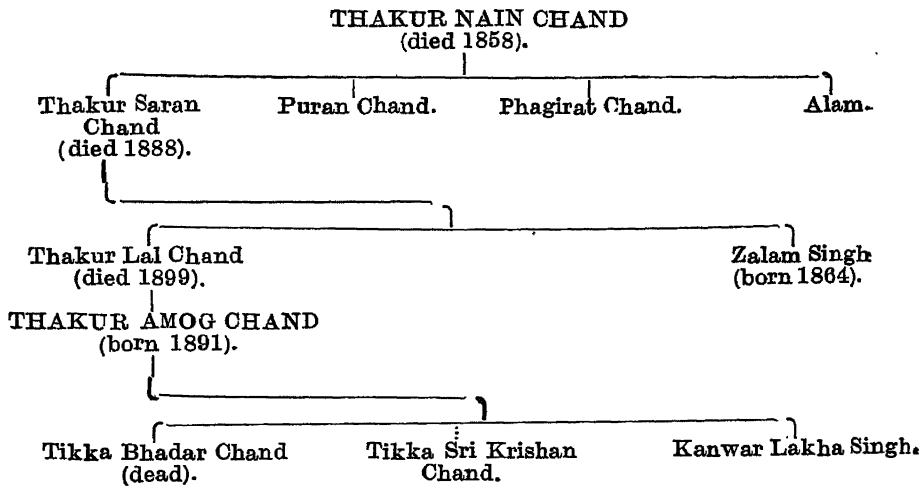 THAKUR NAIN CHAND
(died 1858).
Thakur Saran
Chand
(died 1888).
Puran Chand.
Phagirat Chand.
Alam.
Thakur Lal Chand
(died 1899).
Zalam Singh
(born 1864).
THAKUR AMOG CHAND
(born 1891).
Tikka Bhadar Chand
(dead).
Tikka Sri Krishan
Chand.
Kanwar Lakha Singh.